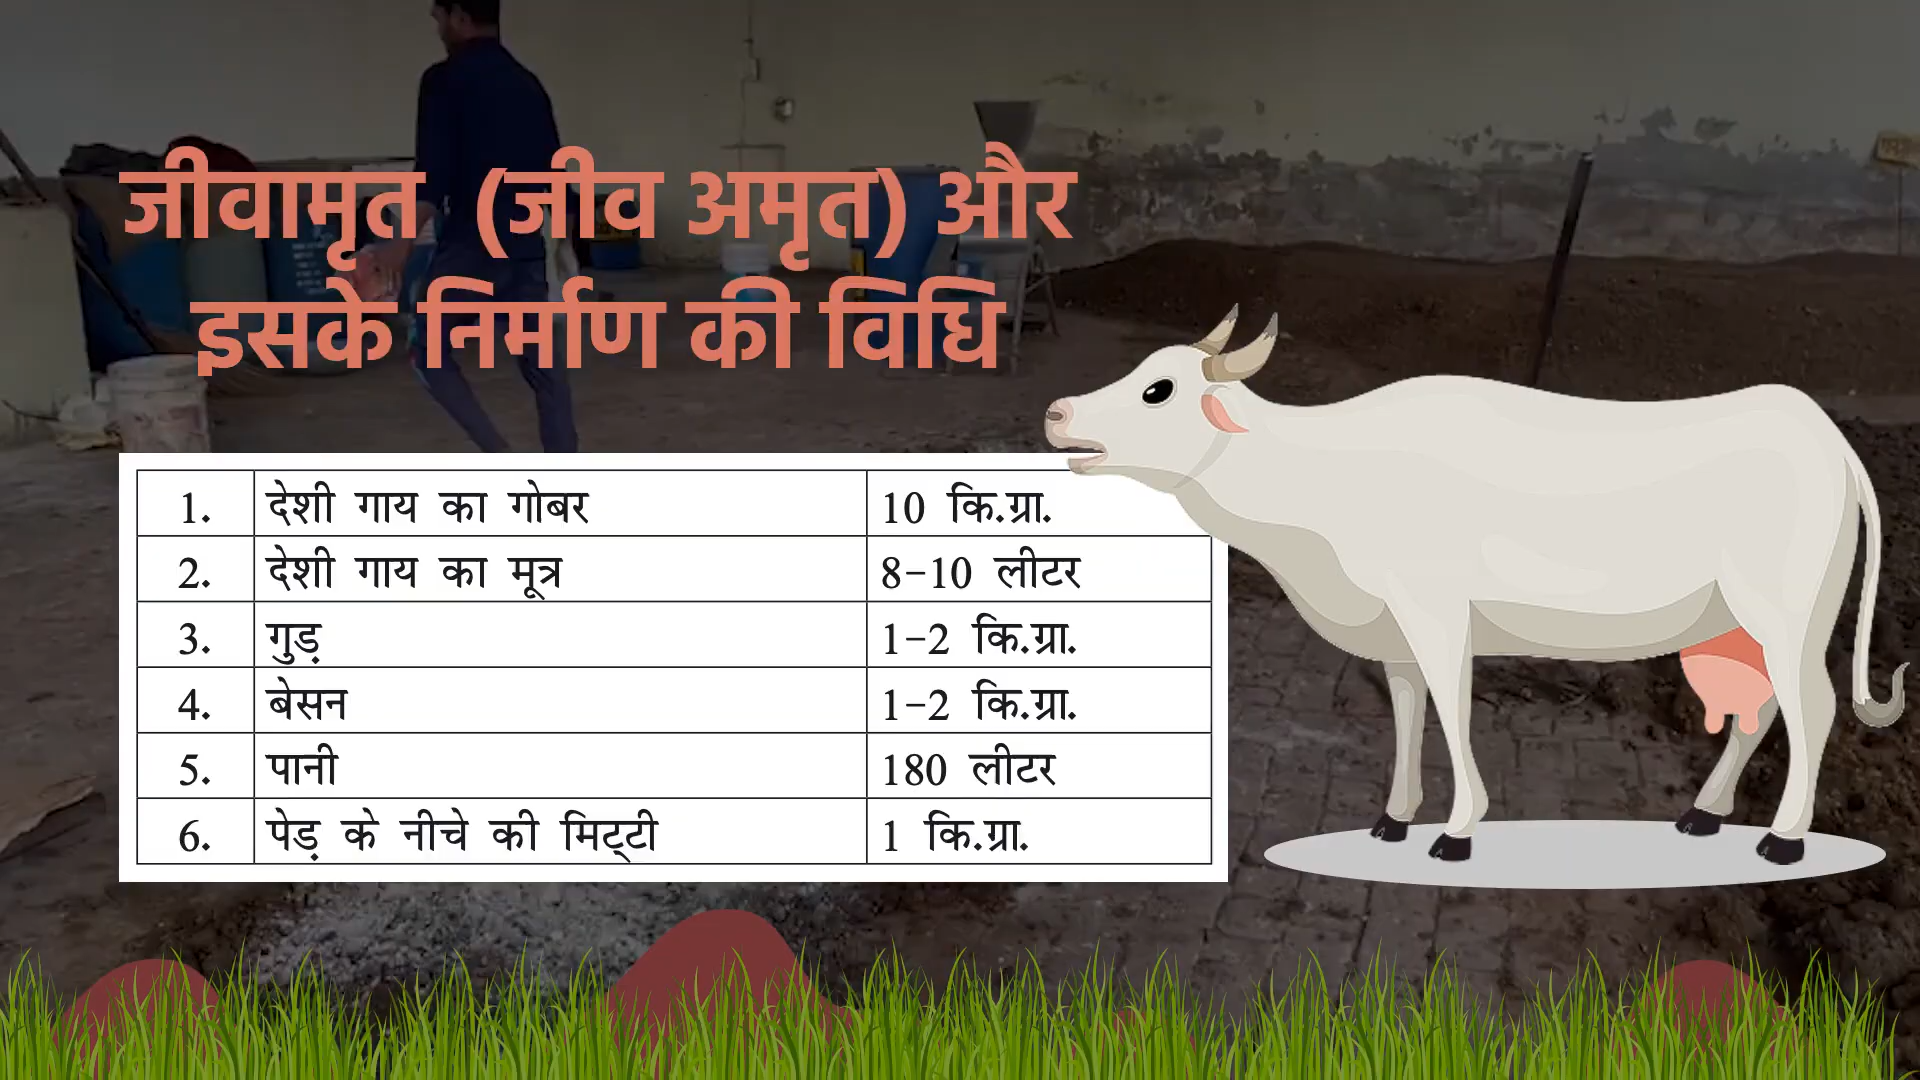 जीवामृत (जीव अमृत) और
इसके निर्माण की विधि
1. देशी गाय का गोबर 10 कि.ग्रा.
2. देशी गाय का मूत्र 8-10 लीटर
3. गुड़ 1-2 कि.ग्रा.
4. बेसन 1-2 कि.ग्रा.
5. पानी 180 लीटर
6. पेड़ के नीचे की मिट्टी 1 कि.ग्रा.